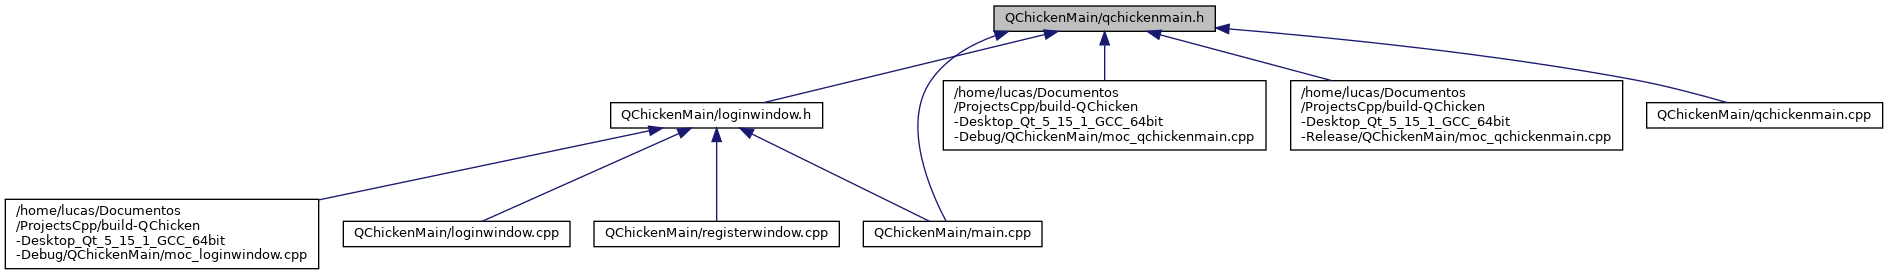 QChickenMain/qchickenmain.h
QChickenMain/loginwindow.h
/home/lucas/Documentos
/ProjectsCpp/build-QChicken
-Desktop_Qt_5_15_1_GCC_64bit
-Debug/QChickenMain/moc_qchickenmain.cpp
/home/lucas/Documentos
/ProjectsCpp/build-QChicken
-Desktop_Qt_5_15_1_GCC_64bit
-Release/QChickenMain/moc_qchickenmain.cpp
QChickenMain/qchickenmain.cpp
/home/lucas/Documentos
/ProjectsCpp/build-QChicken
-Desktop_Qt_5_15_1_GCC_64bit
-Debug/QChickenMain/moc_loginwindow.cpp
QChickenMain/loginwindow.cpp
QChickenMain/registerwindow.cpp
QChickenMain/main.cpp